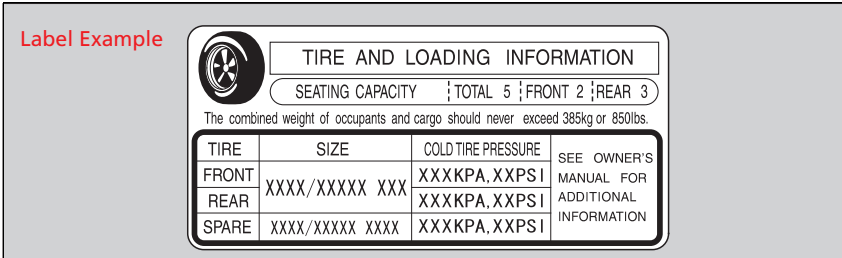 Label Example
TIRE AND LOADING INFORMATION
SEATING CAPACITY TOTAL 5 FRONT 2 REAR 3
The combined weight of occupants and cargo should never exceed 385kg or 850lbs.
TIRE SIZE COLD TIRE PRESSURE
FRONT XXXX/XXXXX XXX XXXKPA,XXPSI
REAR XXXKPA,XXPSI
SPARE XXXX/XXXXX XXXX XXXKPA,XXPSI
SEE OWNER'S
MANUAL FOR
ADDITIONAL
INFORMATION